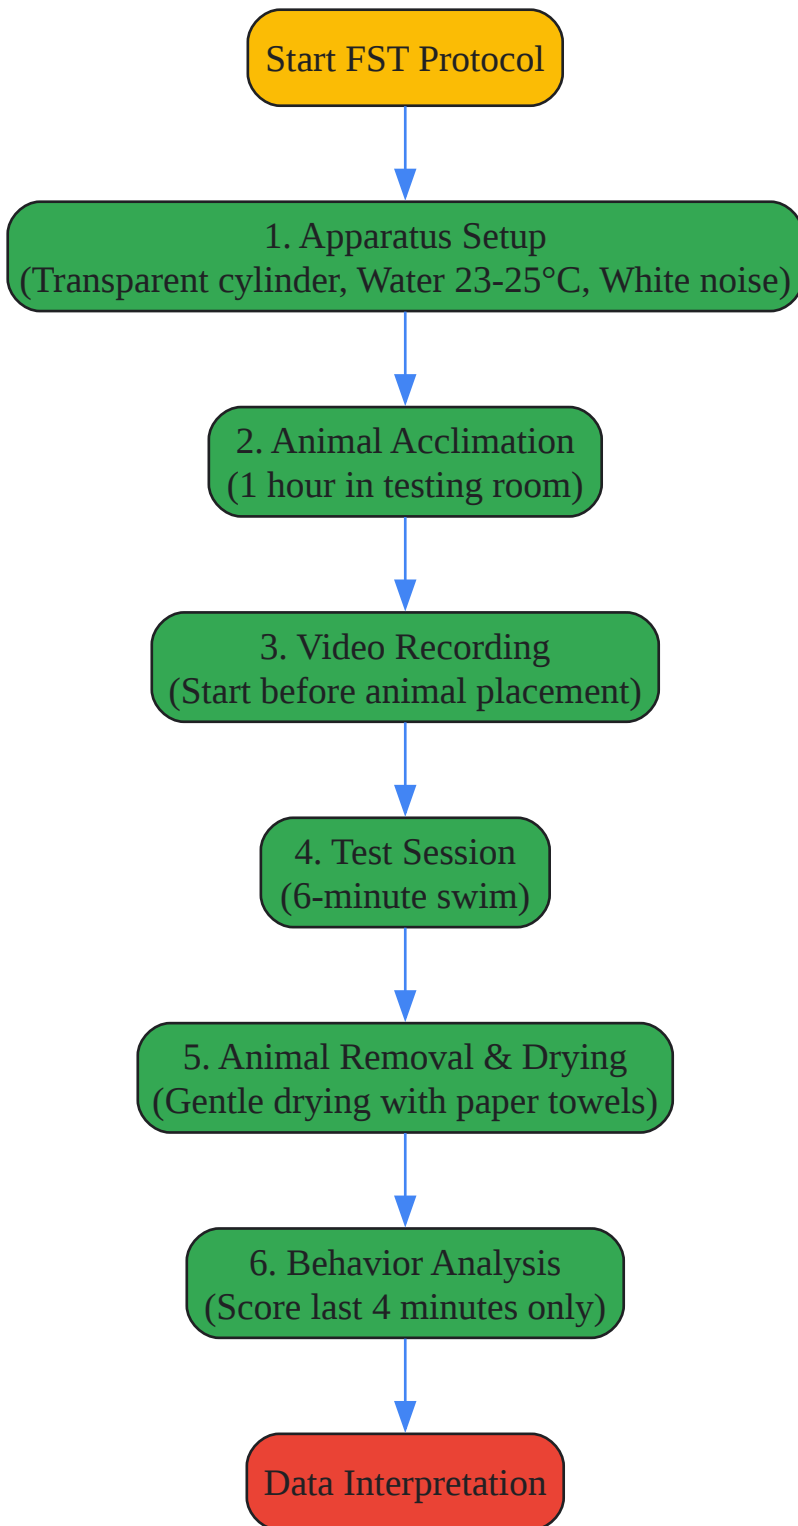 Start FST Protocol
1. Apparatus Setup
(Transparent cylinder, Water 23-25°C, White noise)
2. Animal Acclimation
(1 hour in testing room)
3. Video Recording
(Start before animal placement)
4. Test Session
(6-minute swim)
5. Animal Removal & Drying
(Gentle drying with paper towels)
6. Behavior Analysis
(Score last 4 minutes only)
Data Interpretation